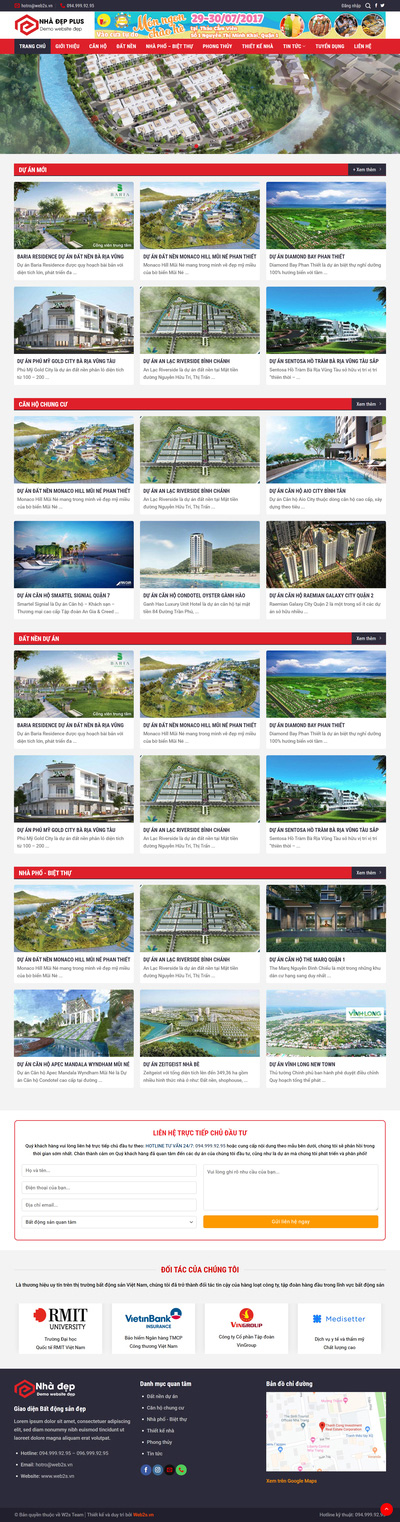 hotro@web2s.vn
094.999.92.95
Đăng nhập
NHÀ ĐẸP PLUS
Demo website đẹp
29-30/07/2017
TRANG CHỦ
GIỚI THIỆU
CĂN HỘ
ĐẤT NỀN
NHÀ PHỐ - BIỆT THỰ
PHONG THỦY
THIẾT KẾ NHÀ
TIN TỨC
TUYỂN DỤNG
LIÊN HỆ
DỰ ÁN MỚI
+ Xem thêm
BARIA RESIDENCE DỰ ÁN ĐẤT NỀN BÀ RỊA VŨNG
Dự án Baria Residence được quy hoạch bài bản với
diện tích lớn, phát triển đa ...
DỰ ÁN ĐẤT NỀN MONACO HILL MŨI NÉ PHAN THIẾT
Monaco Hill Mũi Né mang trong mình vẻ đẹp mỹ miều
của bờ biển Mũi Né ...
DỰ ÁN DIAMOND BAY PHAN THIẾT
Diamond Bay Phan Thiết là dự án biệt thự nghỉ dưỡng
100% hướng biển với tầm ...
DỰ ÁN PHÚ MỸ GOLD CITY BÀ RỊA VŨNG TÀU
Phú Mỹ Gold City là dự án đất nền phân lô diện tích
từ 100 – 200 ...
DỰ ÁN AN LẠC RIVERSIDE BÌNH CHÁNH
An Lạc Riverside là dự án đất nền tại Mặt tiền
đường Nguyễn Hữu Trí, Thị Trấn ...
DỰ ÁN SENTOSA HỒ TRÀM BÀ RỊA VŨNG TÀU SẮP
Sentosa Hồ Tràm Bà Rịa Vũng Tàu sở hữu vị trí vị trí
"thiên thời – ...
CĂN HỘ CHUNG CƯ
Xem thêm
DỰ ÁN ĐẤT NỀN MONACO HILL MŨI NÉ PHAN THIẾT
Monaco Hill Mũi Né mang trong mình vẻ đẹp mỹ miều
của bờ biển Mũi Né ...
DỰ ÁN AN LẠC RIVERSIDE BÌNH CHÁNH
An Lạc Riverside là dự án đất nền tại Mặt tiền
đường Nguyễn Hữu Trí, Thị Trấn ...
DỰ ÁN CĂN HỘ AIO CITY BÌNH TÂN
Dự án Căn hộ Aio City thuộc dòng căn hộ cao cấp, xây
dựng theo tiêu ...
DỰ ÁN CĂN HỘ SMARTEL SIGNIAL QUẬN 7
Smartel Signial là Dự án Căn hộ – Khách sạn –
Thương mại cao cấp Tập đoàn An Gia & Creed ...
DỰ ÁN CĂN HỘ CONDOTEL OYSTER GÀNH HÀO
Gành Hào Luxury Unit Hotel là dự án căn hộ tại
tiền 84 Đường Trần Phú, ...
DỰ ÁN CĂN HỘ RAEMIAN GALAXY CITY QUẬN 2
Raemian Galaxy City Quận 2 là một trong số ít các dự
án sở hữu nhiều ...
ĐẤT NỀN DỰ ÁN
Xem thêm
BARIA RESIDENCE DỰ ÁN ĐẤT NỀN BÀ RỊA VŨNG
Dự án Baria Residence được quy hoạch bài bản với
diện tích lớn, phát triển đa ...
DỰ ÁN ĐẤT NỀN MONACO HILL MŨI NÉ PHAN THIẾT
Monaco Hill Mũi Né mang trong mình vẻ đẹp mỹ miều
của bờ biển Mũi Né ...
DỰ ÁN DIAMOND BAY PHAN THIẾT
Diamond Bay Phan Thiết là dự án biệt thự nghỉ dưỡng
100% hướng biển với tầm ...
DỰ ÁN PHÚ MỸ GOLD CITY BÀ RỊA VŨNG TÀU
Phú Mỹ Gold City là dự án đất nền phân lô diện tích
từ 100 – 200 ...
DỰ ÁN AN LẠC RIVERSIDE BÌNH CHÁNH
An Lạc Riverside là dự án đất nền tại Mặt tiền
đường Nguyễn Hữu Trí, Thị Trấn ...
DỰ ÁN SENTOSA HỒ TRÀM BÀ RỊA VŨNG TÀU SẮP
Sentosa Hồ Tràm Bà Rịa Vũng Tàu sở hữu vị trí vị trí
"thiên thời – ...
NHÀ PHỐ - BIỆT THỰ
Xem thêm
DỰ ÁN ĐẤT NỀN MONACO HILL MŨI NÉ PHAN THIẾT
Monaco Hill Mũi Né mang trong mình vẻ đẹp mỹ miều
của bờ biển Mũi Né ...
DỰ ÁN AN LẠC RIVERSIDE BÌNH CHÁNH
An Lạc Riverside là dự án đất nền tại Mặt tiền
đường Nguyễn Hữu Trí, Thị Trấn ...
DỰ ÁN CĂN HỘ THE MARQ QUẬN 1
The Marq Nguyễn Đình Chiểu là một trong những khu
dân cư hạng sang duy nhất ...
DỰ ÁN CĂN HỘ APEC MANDALA WYNDHAM MŨI NÉ
Dự án Căn hộ Apec Mandala Wyndham Mũi Né là Dự
án Căn hộ Condotel cao cấp tại đường ...
DỰ ÁN ZEITGEIST NHÀ BÈ
Zeitgeist với tổng diện tích lên đến 349,36 ha gồm
nhiều hình thức nhà ở như: Đất nền, shophouse, ...
DỰ ÁN VĨNH LONG NEW TOWN
Thủ tướng Chính phủ ban hành phê duyệt điều chỉnh
Quy hoạch tổng thể phát ...
LIÊN HỆ TRỰC TIẾP CHỦ ĐẦU TƯ
Quý khách hàng vui lòng liên hệ trực tiếp chủ đầu tư theo: HOTLINE TƯ VẤN 24/7: 094.999.92.95 hoặc cung cấp nội dung theo mẫu bên dưới, chúng tôi sẽ phản hồi trong
thời gian sớm nhất. Chân thành cảm ơn Quý khách hàng đã quan tâm đến các dự án của chúng tôi đầu tư, cũng như là dự án mà chúng tôi phát triển và phân phối!
Họ và tên...
Điện thoại của bạn...
Địa chỉ email...
Bất động sản quan tâm
Vui lòng ghi rõ nhu cầu của bạn...
Gửi liên hệ ngay
ĐỐI TÁC CỦA CHÚNG TÔI
Là thương hiệu uy tín trên thị trường bất động sản Việt Nam, chúng tôi đã trở thành đối tác tin cậy của hàng loạt công ty, tập đoàn hàng đầu trong lĩnh vực bất động sản
RMIT
UNIVERSITY
Trường Đại học
Quốc tế RMIT Việt Nam
VietinBank
INSURANCE
Bảo hiểm Ngân hàng TMCP
Công thương Việt Nam
VINGROUP
Công ty Cổ phần Tập đoàn
VinGroup
Medisetter
Dịch vụ y tế và thẩm mỹ
Chất lượng cao
Nhà đẹp
Demo website đẹp
Giao diện Bất động sản đẹp
Lorem ipsum dolor sit amet, consectetuer adipiscing
elit, sed diam nonummy nibh euismod tincidunt ut
laoreet dolore magna aliquam erat volutpat.
Hotline: 094.999.92.95 – 096.999.92.95
Email: hotro@web2s.vn
Website: www.web2s.vn
Danh mục quan tâm
Đất nền dự án
Căn hộ chung cư
Nhà phố - Biệt thự
Thiết kế nhà
Phong thủy
Tin tức
Bản đồ chỉ đường
Xem trên Google Maps
© Bản quyền thuộc về W2s Team | Thiết kế và duy trì bởi Web2s.vn
Hotline kỹ thuật: 094.999.92.95